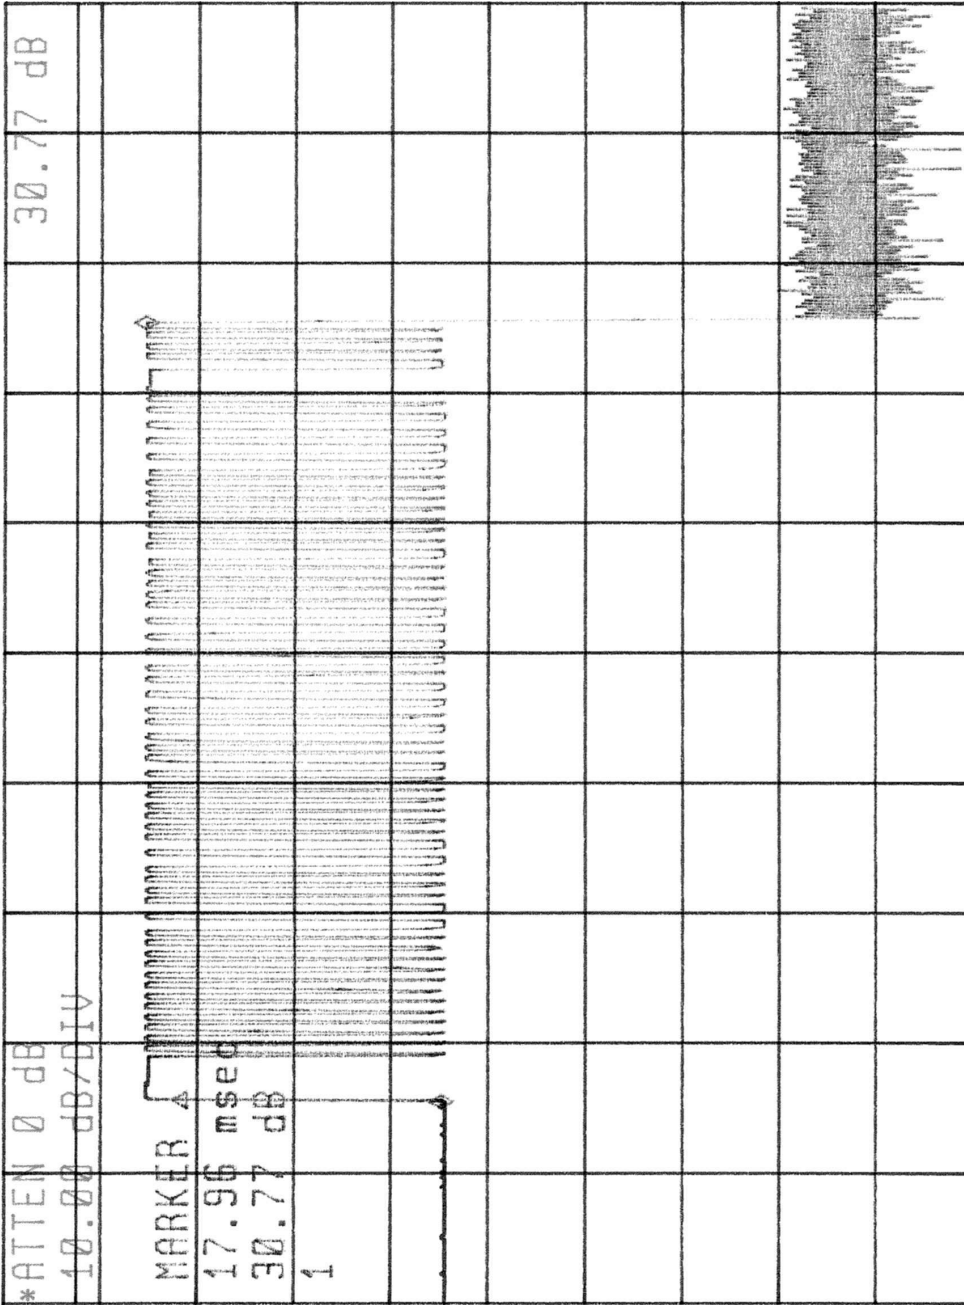 *ATTEN 0 dB
10.00 dB/DIV
30.77 dB
MARKER Δ
17.96 msec
30.77 dB
1